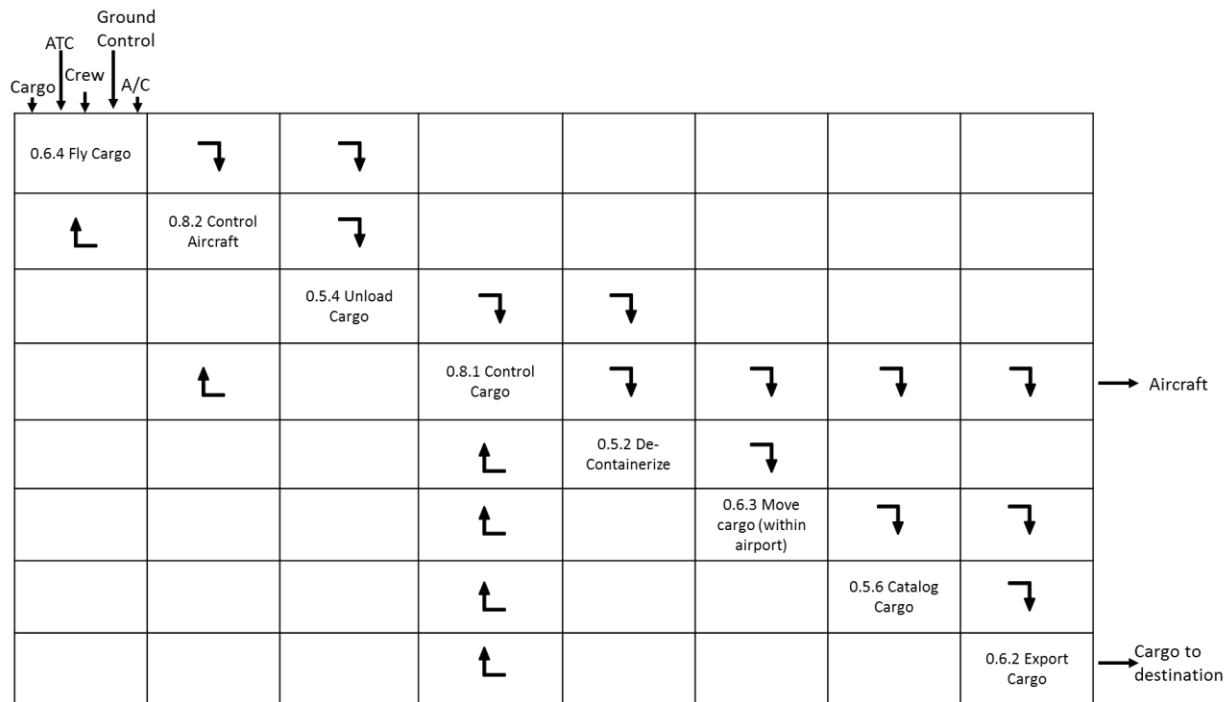 Ground
Control
ATC
Crew
Cargo
A/C
0.6.4 Fly Cargo
0.8.2 Control
Aircraft
0.5.4 Unload
Cargo
0.8.1 Control
Cargo
Aircraft
0.5.2 De-
Containerize
0.6.3 Move
cargo (within
airport)
0.5.6 Catalog
Cargo
0.6.2 Export
Cargo
Cargo to
destination